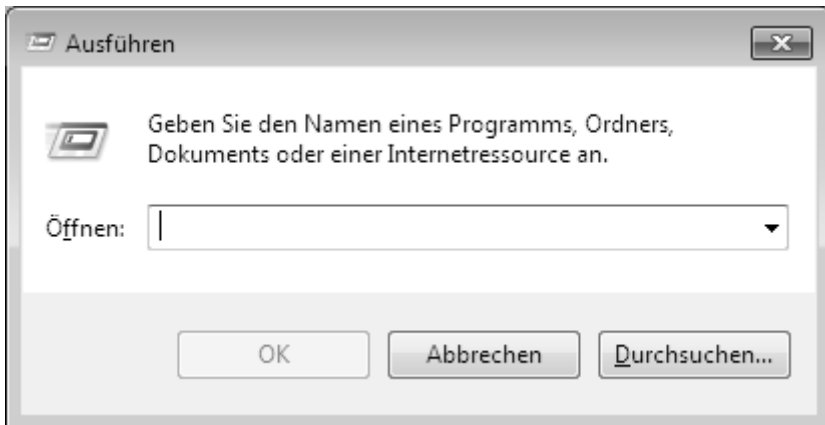 Ausführen
Geben Sie den Namen eines Programms, Ordners,
Dokuments oder einer Internetressource an.
Öffnen:
OK Abbrechen Durchsuchen...